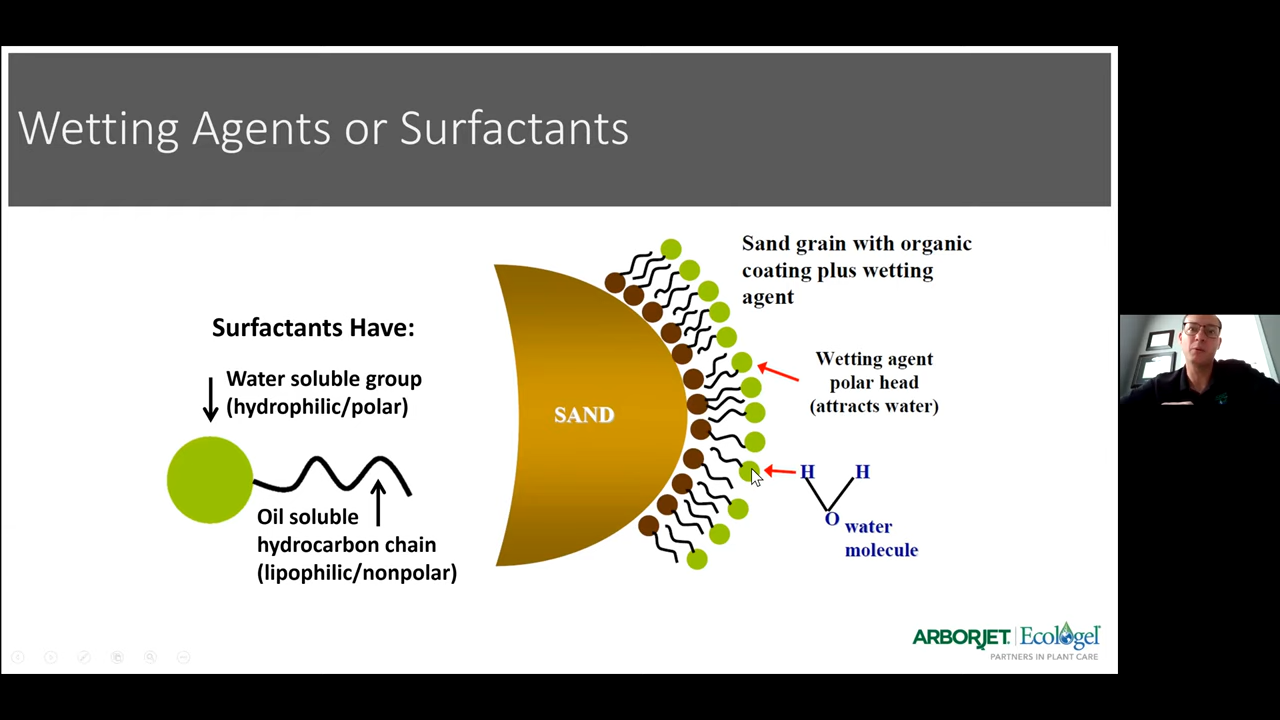 Wetting Agents or Surfactants
Surfactants Have:
Water soluble group
(hydrophilic/polar)
Oil soluble
hydrocarbon chain
(lipophilic/nonpolar)
SAND
Sand grain with organic
coating plus wetting
agent
Wetting agent
polar head
(attracts water)
H H
O
water
molecule
ARBORJET | Ecologel
PARTNERS IN PLANT CARE